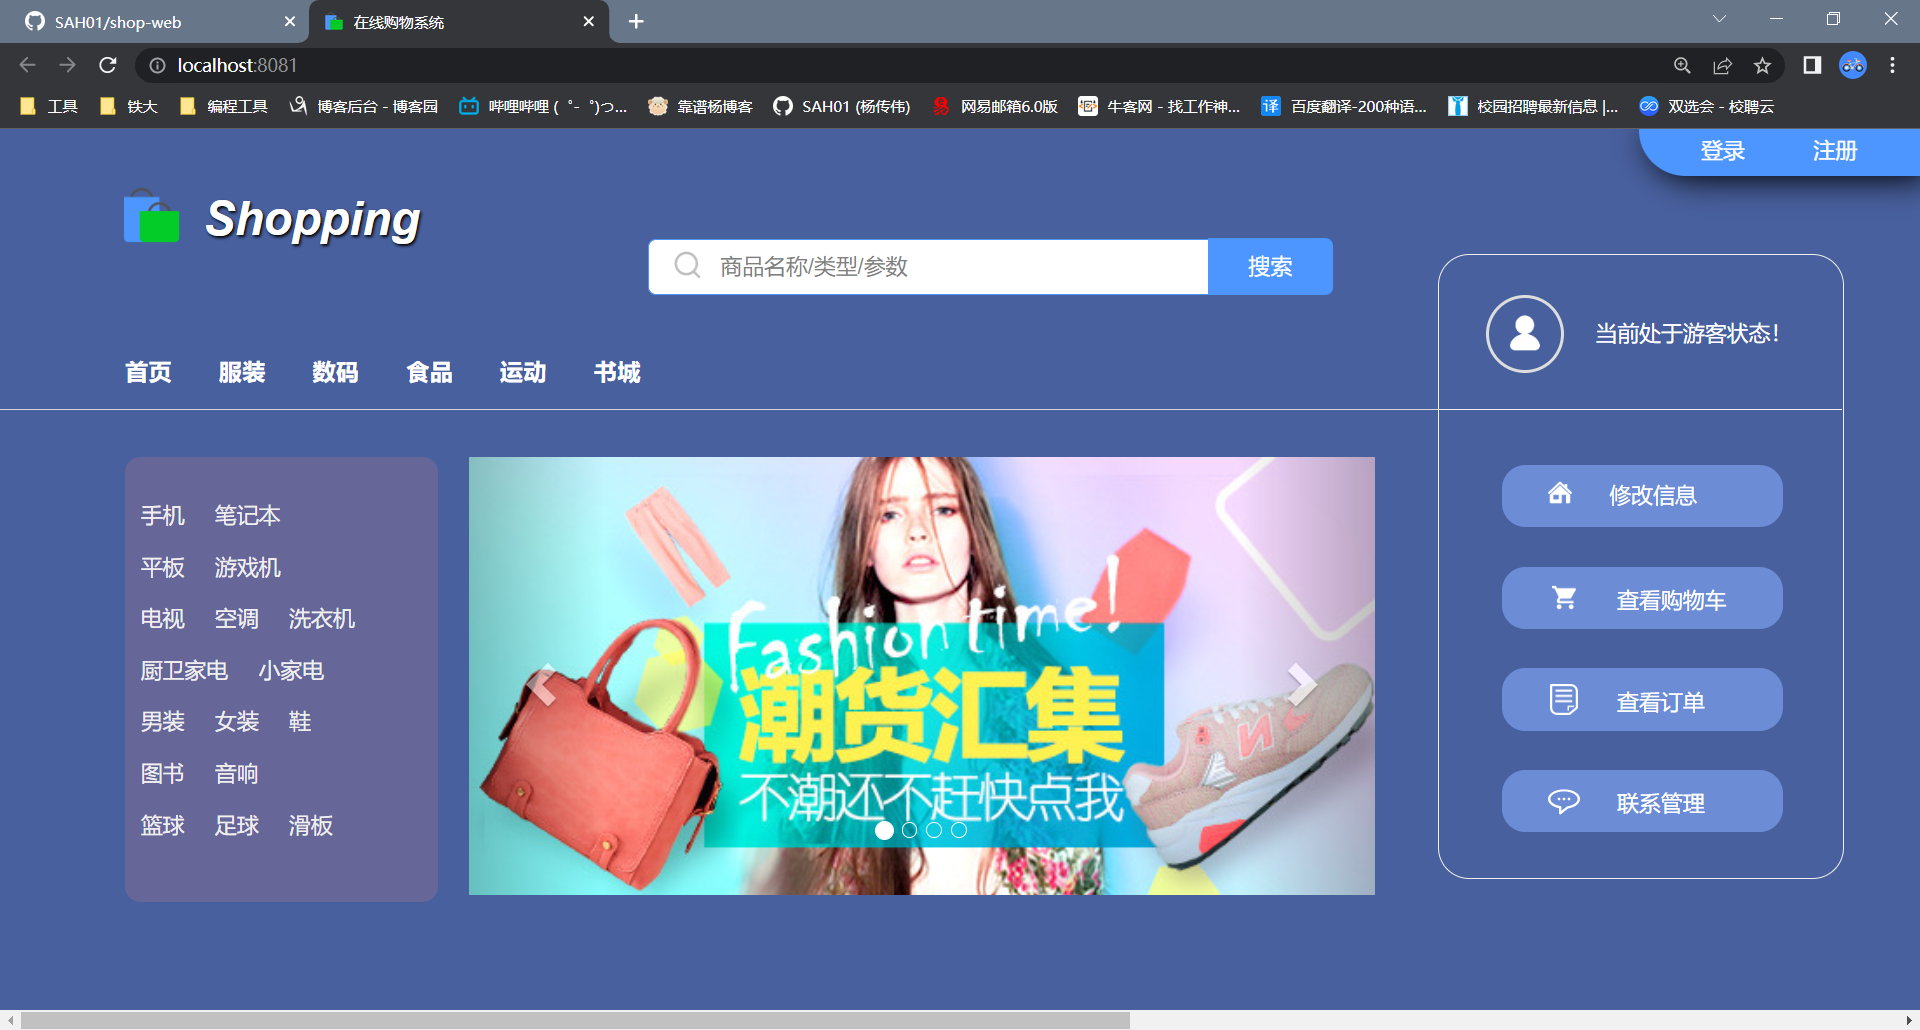 SAH01/shop-web
在线购物系统
localhost:8081
工具
铁大
编程工具
博客后台 - 博客园
哔哩哔哩 (゜-゜)つ...
靠谱杨博客
SAH01 (杨传伟)
网易邮箱6.0版
牛客网 - 找工作神...
百度翻译-200种语...
校园招聘最新信息 |...
双选会 - 校聘云
登录 注册
Shopping
商品名称/类型/参数
搜索
当前处于游客状态!
首页 服装 数码 食品 运动 书城
手机 笔记本
平板 游戏机
电视 空调 洗衣机
厨卫家电 小家电
男装 女装 鞋
图书 音响
篮球 足球 滑板
Fashion time!
潮货汇集
不潮还不赶快点我
修改信息
查看购物车
查看订单
联系管理